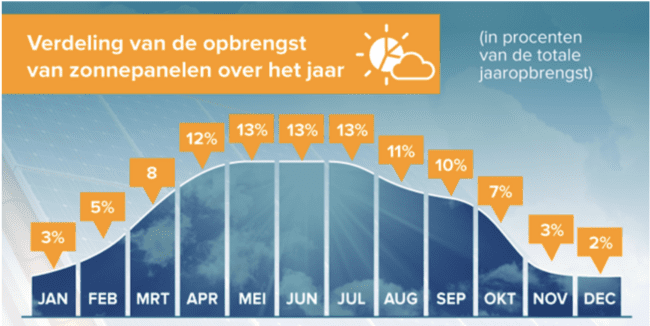 Verdeling van de opbrengst
van zonnepanelen over het jaar
(in procenten
van de totale
jaaropbrengst)
3%
5%
8
12%
13%
13%
13%
11%
10%
7%
3%
2%
JAN
FEB
MRT
APR
MEI
JUN
JUL
AUG
SEP
OKT
NOV
DEC